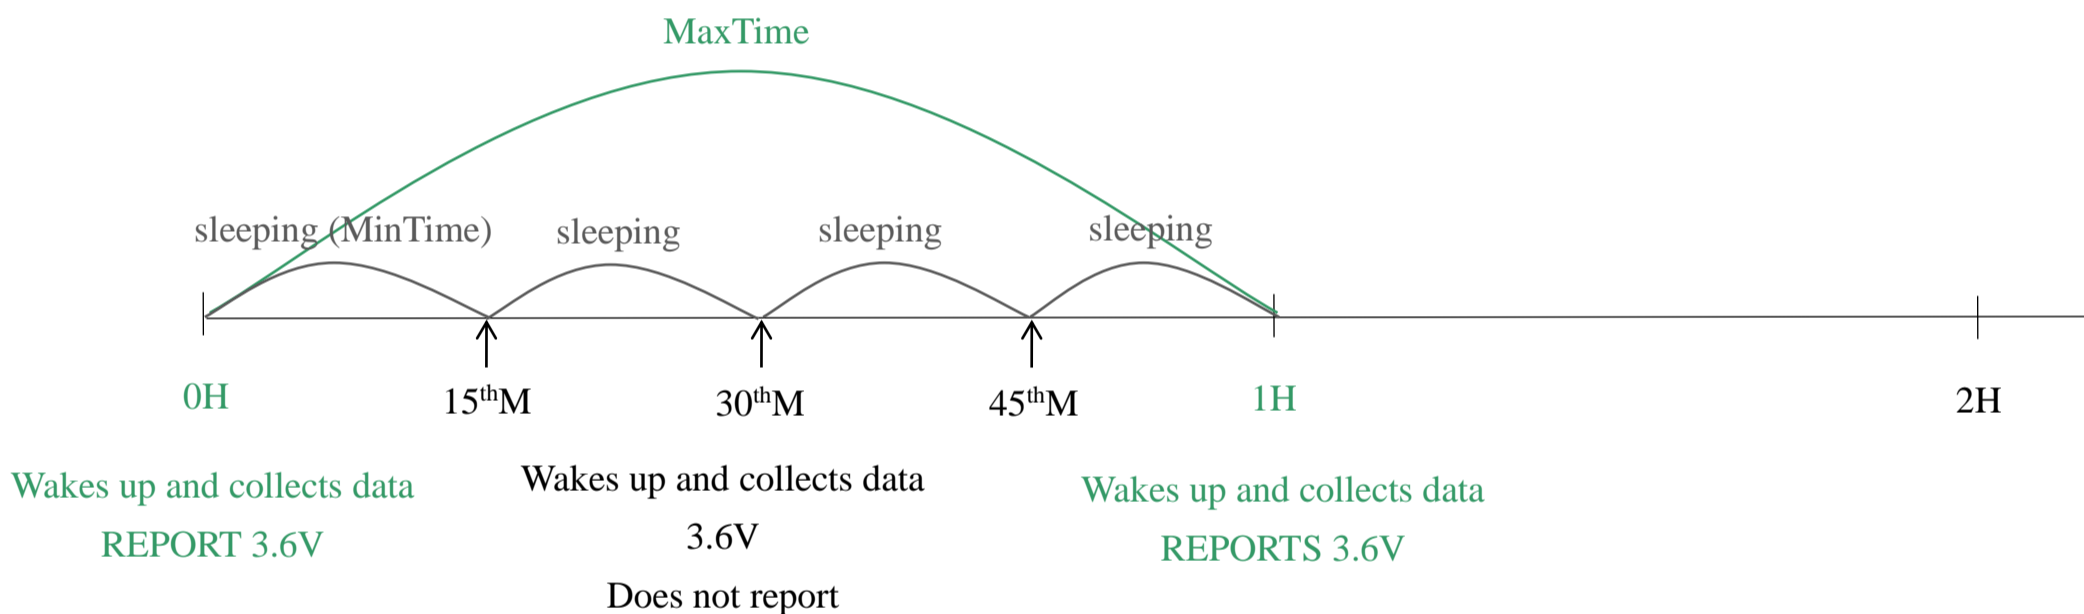 MaxTime
sleeping (MinTime)
sleeping
sleeping
sleeping
0H
15thM
30thM
45thM
1H
2H
Wakes up and collects data
REPORT 3.6V
Wakes up and collects data
3.6V
Does not report
Wakes up and collects data
REPORTS 3.6V